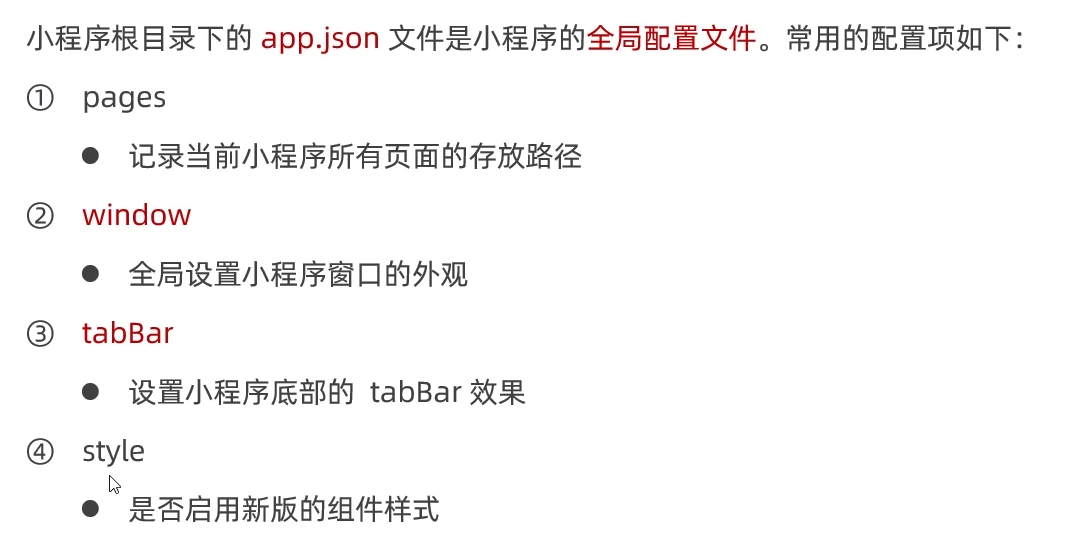 小程序根目录下的 app.json 文件是小程序的全局配置文件。常用的配置项如下：
① pages
● 记录当前小程序所有页面的存放路径
② window
● 全局设置小程序窗口的外观
③ tabBar
● 设置小程序底部的 tabBar 效果
④ style
● 是否启用新版的组件样式